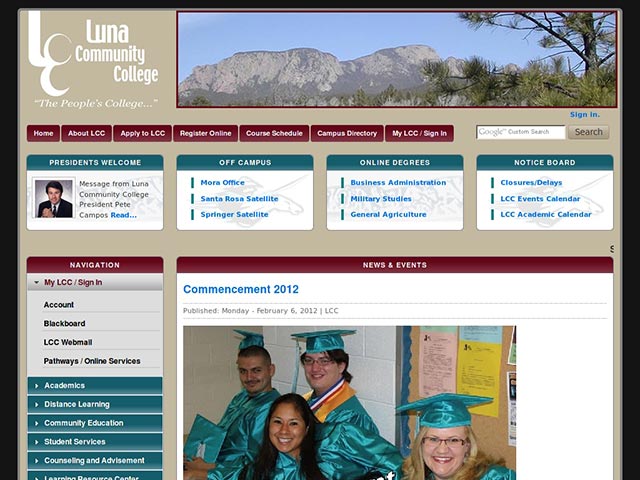 Luna
Community
College
LCC
"The People's College..."
Sign in.
Home
About LCC
Apply to LCC
Register Online
Course Schedule
Campus Directory
My LCC / Sign In
Google™ Custom Search
Search
PRESIDENTS WELCOME
OFF CAMPUS
ONLINE DEGREES
NOTICE BOARD
Message from Luna
Community College
President Pete
Campos Read...
Mora Office
Santa Rosa Satellite
Springer Satellite
Business Administration
Military Studies
General Agriculture
Closures/Delays
LCC Events Calendar
LCC Academic Calendar
NAVIGATION
NEWS & EVENTS
My LCC / Sign In
Account
Blackboard
LCC Webmail
Pathways / Online Services
Academics
Distance Learning
Community Education
Student Services
Counseling and Advisement
Learning Resource Center
Commencement 2012
Published: Monday - February 6, 2012 | LCC